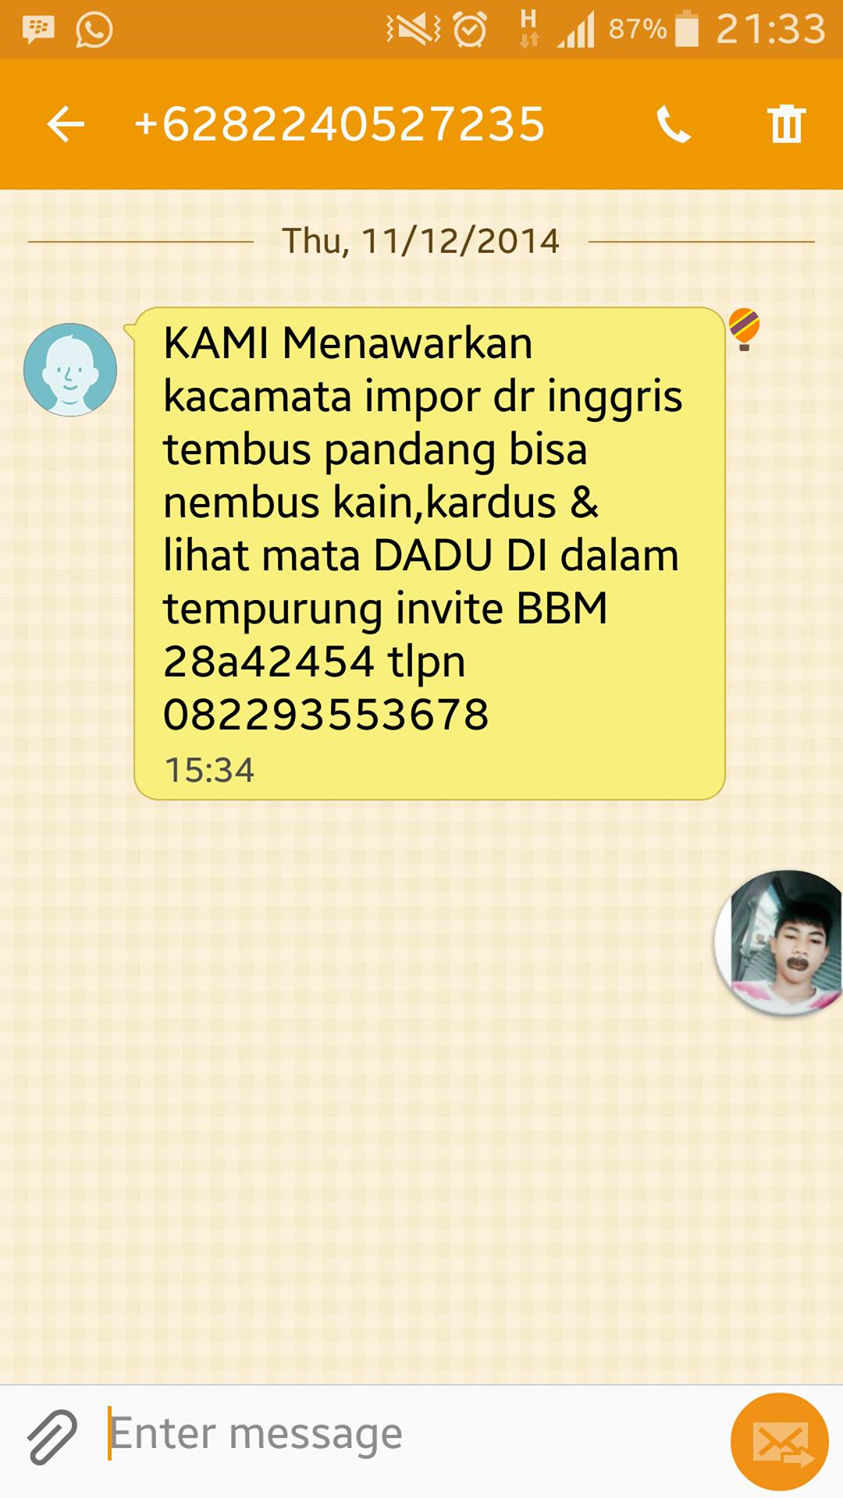 H 87% 21:33
+6282240527235
Thu, 11/12/2014
KAMI Menawarkan
kacamata impor dr inggris
tembus pandang bisa
nembus kain,kardus &
lihat mata DADU DI dalam
tempurung invite BBM
28a42454 tlpn
082293553678
15:34
Enter message